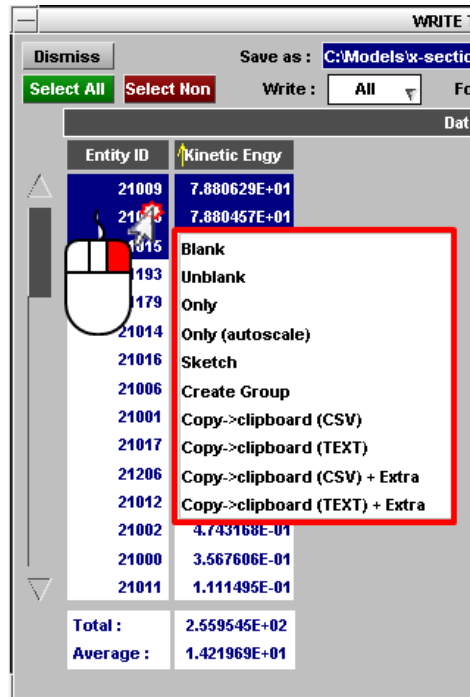 WRITE T
Dismiss Save as : C:\Models\x-sectio
Select All Select Non Write : All Fo
Dat
Entity ID Kinetic Engy
21009 7.880629E+01
7.880457E+01
Blank
193 Unblank
179 Only
21014 Only (autoscale)
21016 Sketch
21006 Create Group
21001 Copy->clipboard (CSV)
21017 Copy->clipboard (TEXT)
21206 Copy->clipboard (CSV) + Extra
21012 Copy->clipboard (TEXT) + Extra
21002 4.743168E-01
21000 3.567606E-01
21011 1.111495E-01
Total : 2.559545E+02
Average : 1.421969E+01